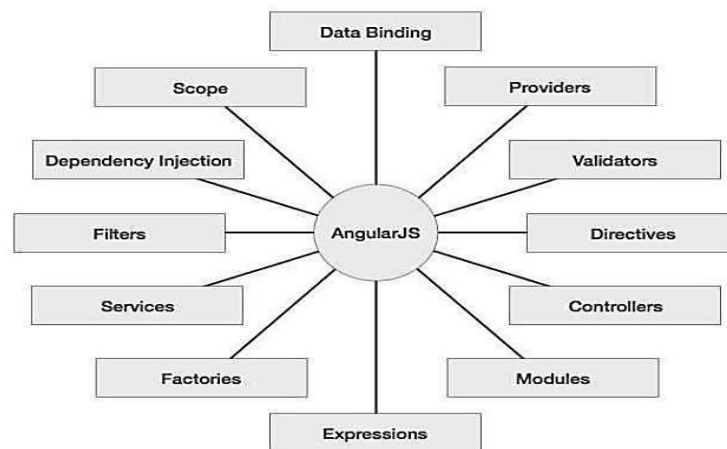 Data Binding
Scope
Providers
Dependency Injection
Validators
Filters
AngularJS
Directives
Services
Controllers
Factories
Modules
Expressions